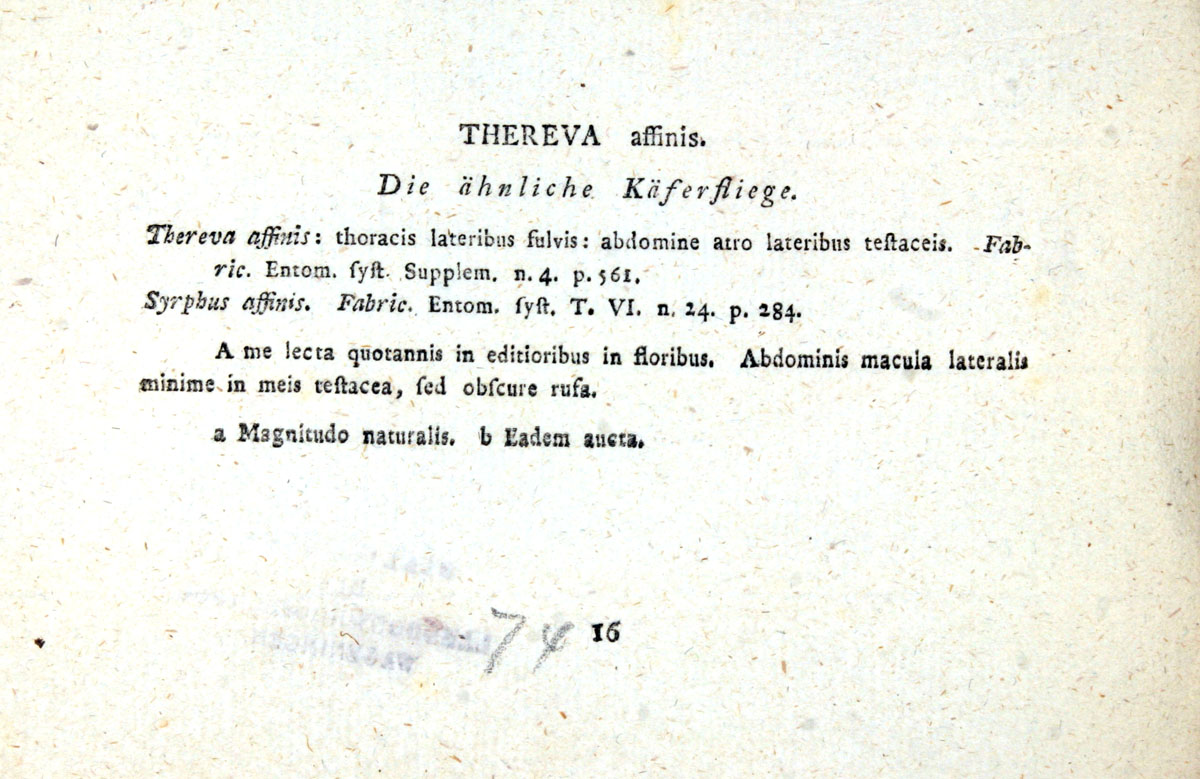 THEREVA affinis.
Die ähnliche Käferfliege.
Thereva affinis: thoracis lateribus fulvis: abdomine atro lateribus teſtaceis. Fab-
ric. Entom. ſyſt. Supplem. n. 4. p. 561.
Syrphus affinis. Fabric. Entom. ſyſt. T. VI. n. 24. p. 284.
A me lecta quotannis in editioribus in floribus. Abdominis macula lateralis
minime in meis teſtacea, ſed obſcure rufa.
a Magnitudo naturalis. b Eadem aucta.
74 16